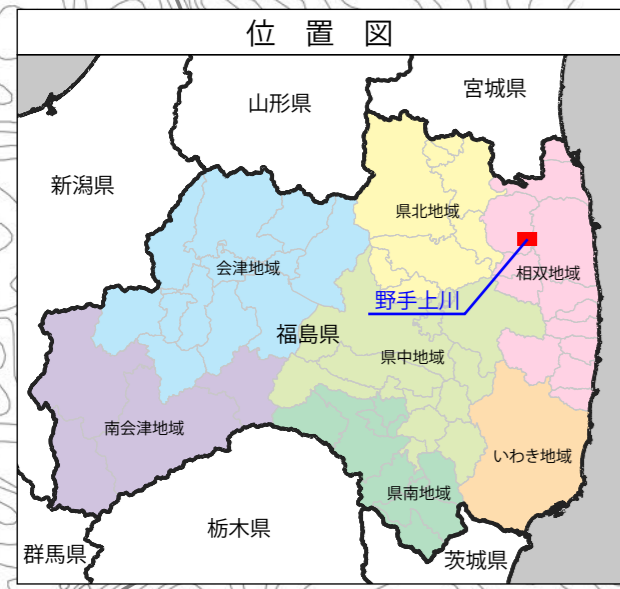 位置図
宮城県
山形県
新潟県
県北地域
会津地域
相双地域
野手上川
福島県
県中地域
南会津地域
いわき地域
県南地域
栃木県
群馬県
茨城県